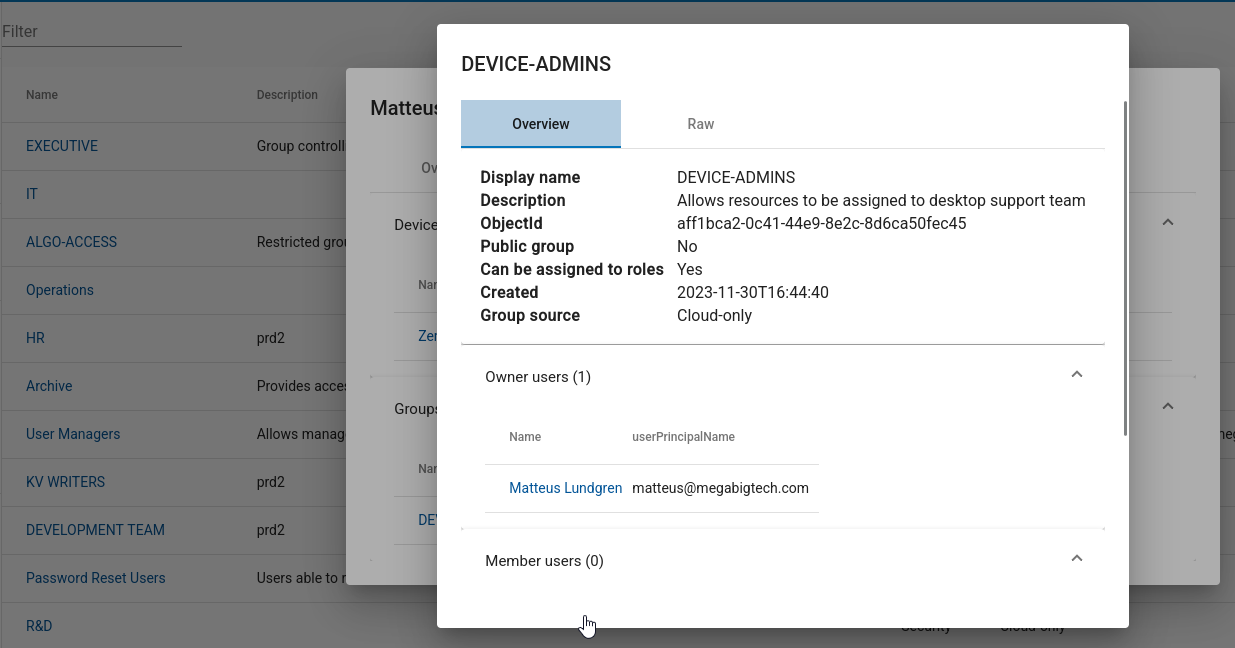 Filter
Name Description
EXECUTIVE Group controll
IT
ALGO-ACCESS Restricted gro
Operations
HR prd2
Archive Provides acces
User Managers Allows manag
KV WRITERS prd2
DEVELOPMENT TEAM prd2
Password Reset Users Users able to r
R&D
Matteus
Ov
Device
Nar
Zer
Groups
Nar
DE
DEVICE-ADMINS
Overview Raw
Display name DEVICE-ADMINS
Description Allows resources to be assigned to desktop support team
ObjectId aff1bca2-0c41-44e9-8e2c-8d6ca50fec45
Public group No
Can be assigned to roles Yes
Created 2023-11-30T16:44:40
Group source Cloud-only
Owner users (1)
Name userPrincipalName
Matteus Lundgren matteus@megabigtech.com
Member users (0)
Security Cloud-only